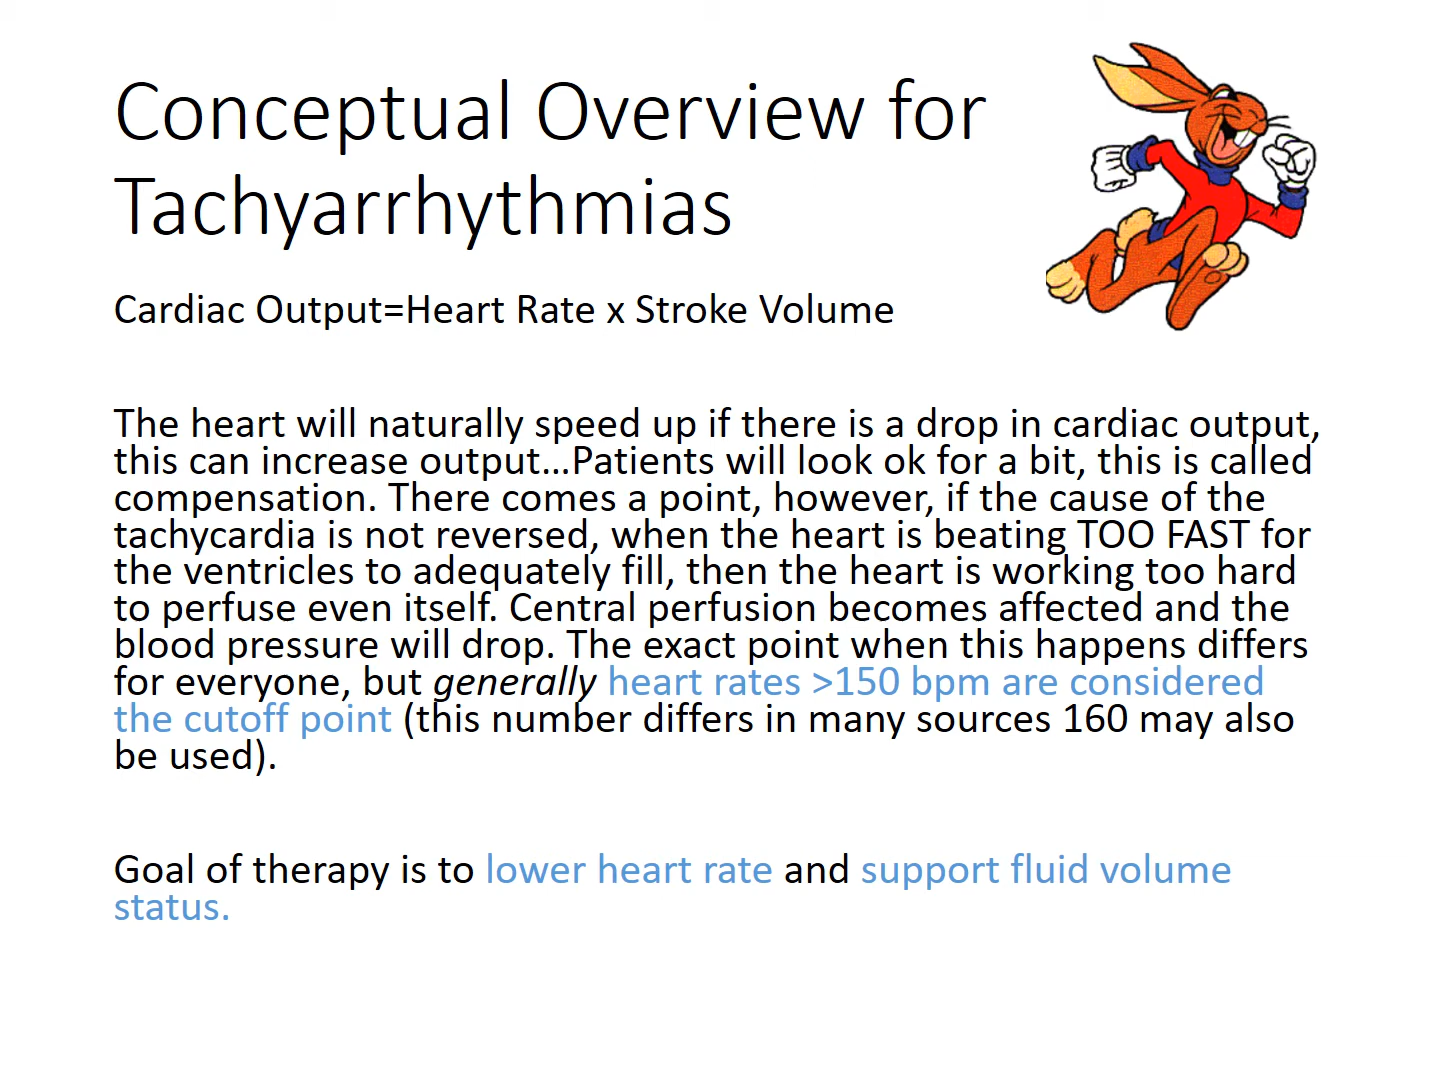 Conceptual Overview for
Tachyarrhythmias
Cardiac Output=Heart Rate x Stroke Volume
The heart will naturally speed up if there is a drop in cardiac output,
this can increase output...Patients will look ok for a bit, this is called
compensation. There comes a point, however, if the cause of the
tachycardia is not reversed, when the heart is beating TOO FAST for
the ventricles to adequately fill, then the heart is working too hard
to perfuse even itself. Central perfusion becomes affected and the
blood pressure will drop. The exact point when this happens differs
for everyone, but generally heart rates >150 bpm are considered
the cutoff point (this number differs in many sources 160 may also
be used).
Goal of therapy is to lower heart rate and support fluid volume
status.